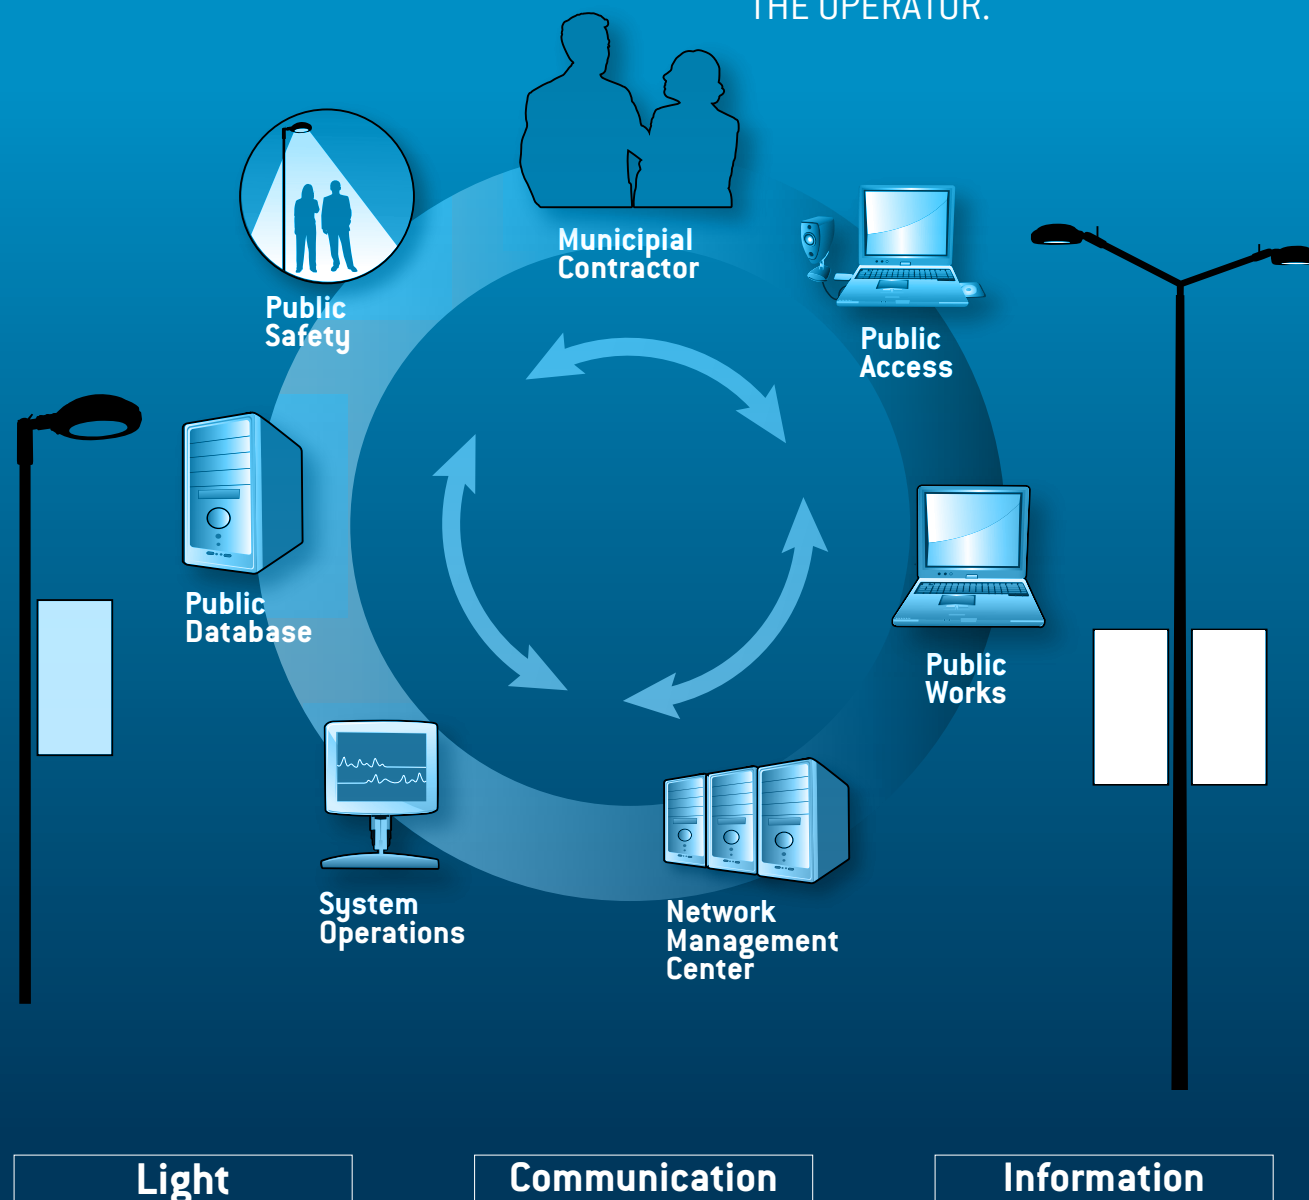 THE OPERATOR.
Municipial
Contractor
Public
Safety
Public
Access
Public
Database
Public
Works
System
Operations
Network
Management
Center
Light
Communication
Information